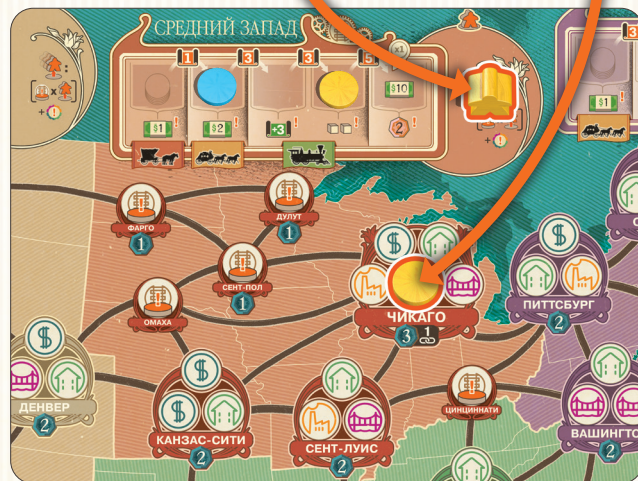 СРЕДНИЙ ЗАПАД
1
3
3
5
x1
3
$10
:
[ x ]
+ !
$1 !
$2 !
+3 !
!
2 !
+ !
$1 !
ФАРГО
1
ДУЛУТ
1
СЕНТ-ПОЛ
1
ОМАХА
ЧИКАГО
3 1
ПИТТСБУРГ
2
ДЕНВЕР
2
КАНЗАС-СИТИ
2
СЕНТ-ЛУИС
2
ЦИНЦИННАТИ
ВАШИНГТО
2